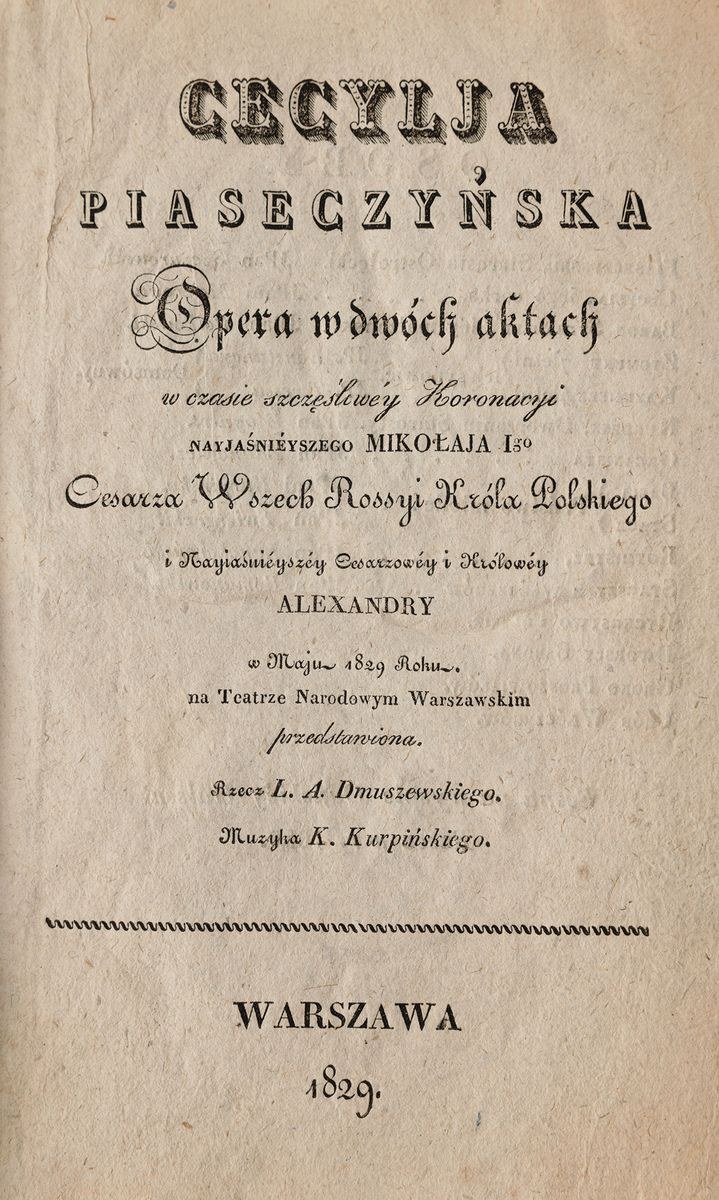 CECYLJA
PIASECZYŃSKA
Opera w dwóch aktach
w czasie szczęśliwéy Koronacyi
NAYJAŚNIÉYSZEGO MIKOŁAJA Igo
Cesarza Wszech Rossyi Króla Polskiego
i Nayiaśniéyszéy Cesarzowéy i Królowéy
ALEXANDRY
w Maju 1829 Roku.
na Teatrze Narodowym Warszawskim
przedstawiona.
Rzecz L. A. Dmuszewskiego.
Muzyka K. Kurpińskiego.
WARSZAWA
1829.